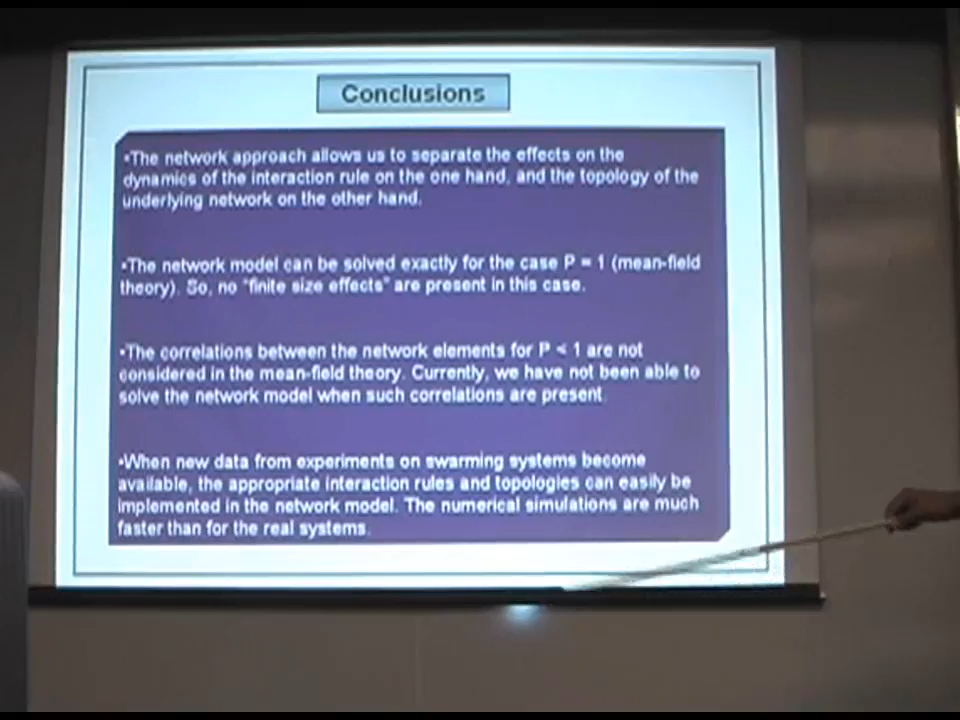 Conclusions
•The network approach allows us to separate the effects on the
dynamics of the interaction rule on the one hand, and the topology of the
underlying network on the other hand.
•The network model can be solved exactly for the case P = 1 (mean-field
theory). So, no "finite size effects" are present in this case.
•The correlations between the network elements for P < 1 are not
considered in the mean-field theory. Currently, we have not been able to
solve the network model when such correlations are present.
•When new data from experiments on swarming systems become
available, the appropriate interaction rules and topologies can easily be
implemented in the network model. The numerical simulations are much
faster than for the real systems.